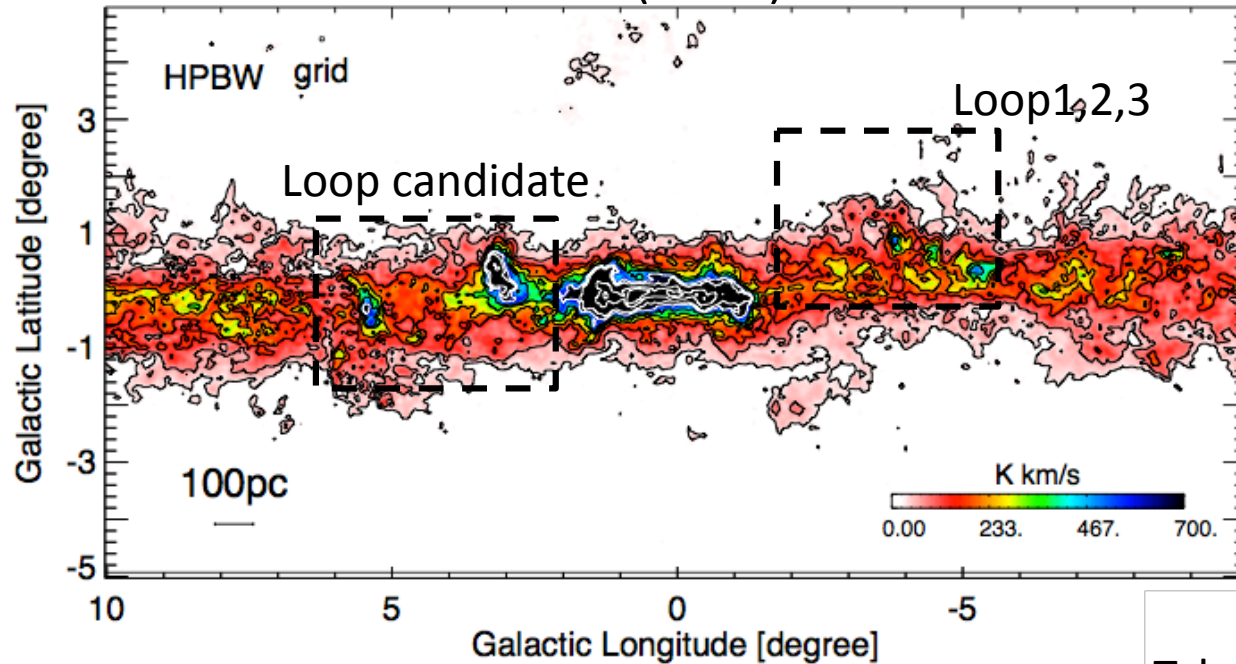 HPBW grid
Loop1,2,3
Loop candidate
Galactic Latitude [degree]
3
1
-1
-3
-5
100pc
K km/s
0.00 233. 467. 700.
10 5 0 -5
Galactic Longitude [degree]